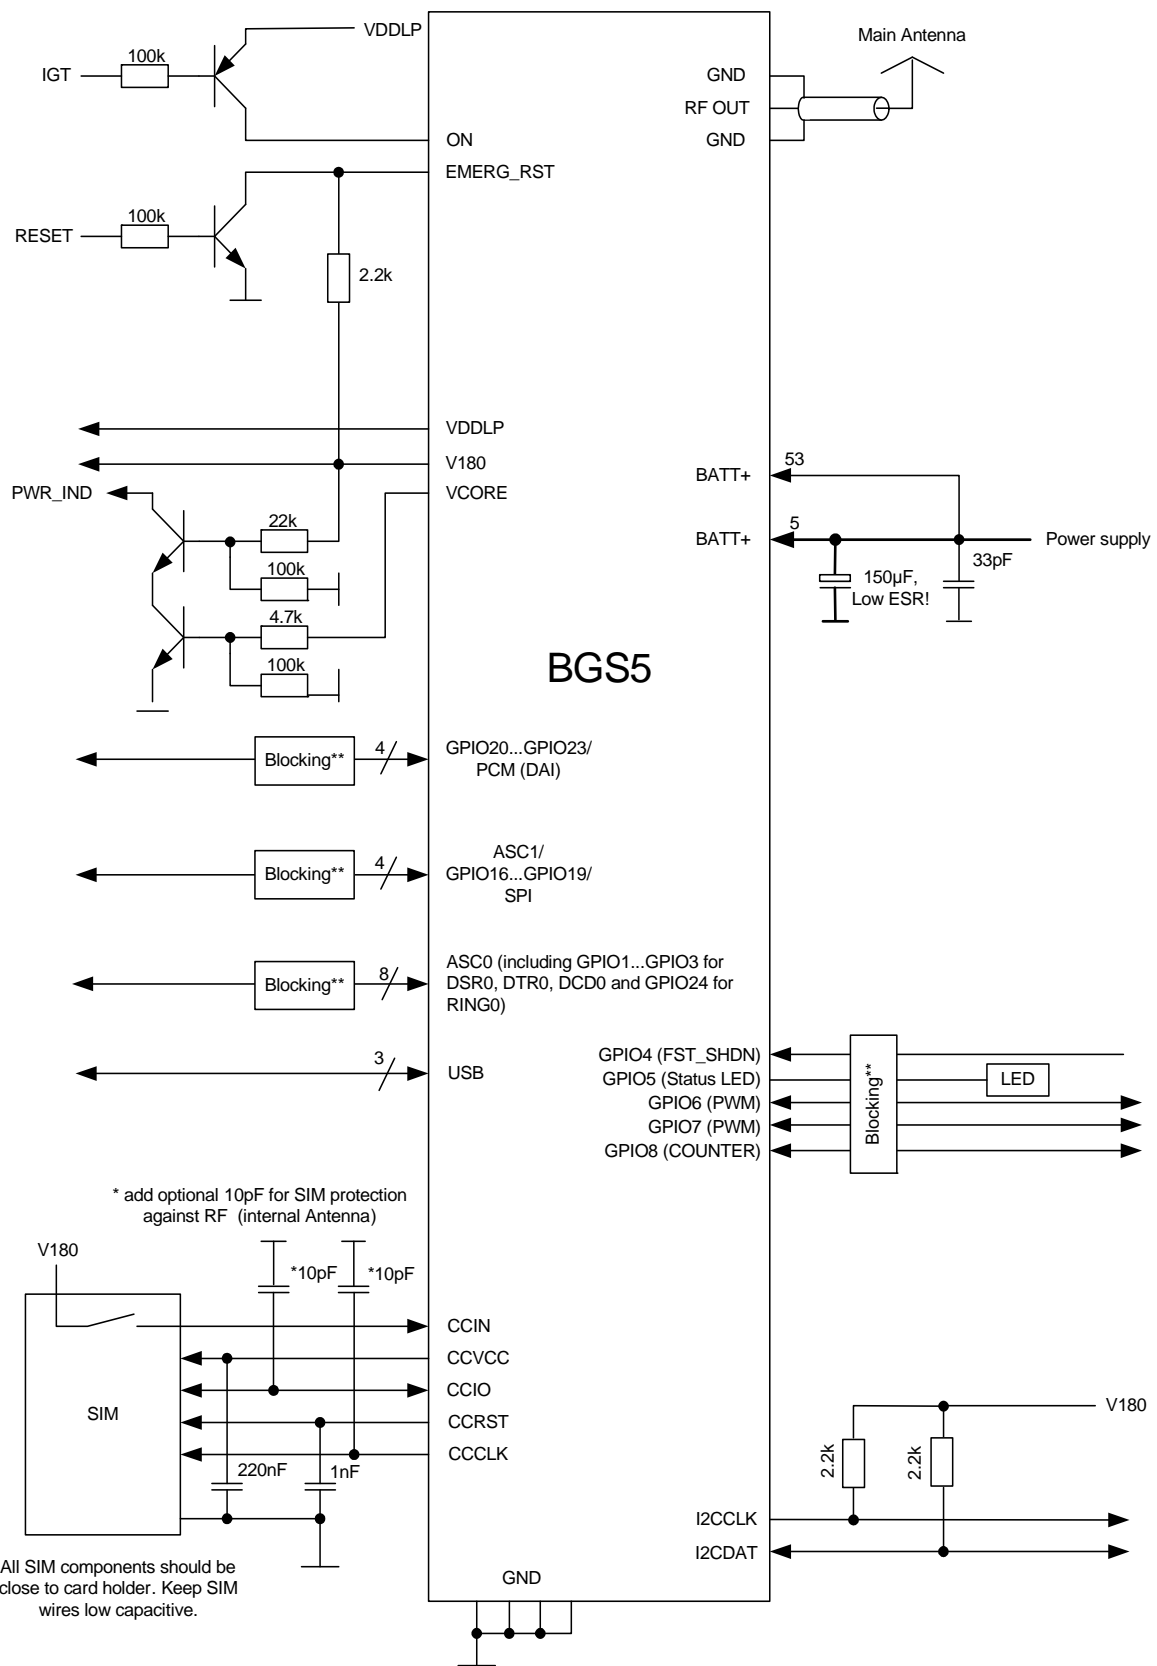 VDDLP
Main Antenna
100k
IGT
GND
RF OUT
GND
ON
EMERG_RST
100k
RESET
2.2k
VDDLP
V180
VCORE
PWR_IND
22k
100k
4.7k
100k
BATT+
53
BATT+
5
Power supply
33pF
150µF,
Low ESR!
BGS5
Blocking**
4
GPIO20...GPIO23/
PCM (DAI)
Blocking**
4
ASC1/
GPIO16...GPIO19/
SPI
Blocking**
8
ASC0 (including GPIO1...GPIO3 for
DSR0, DTR0, DCD0 and GPIO24 for
RING0)
3
USB
GPIO4 (FST_SHDN)
GPIO5 (Status LED)
GPIO6 (PWM)
GPIO7 (PWM)
GPIO8 (COUNTER)
Blocking**
LED
* add optional 10pF for SIM protection
against RF (internal Antenna)
V180
*10pF
*10pF
CCIN
CCVCC
CCIO
CCRST
CCCLK
SIM
220nF
1nF
All SIM components should be
close to card holder. Keep SIM
wires low capacitive.
GND
V180
2.2k
2.2k
I2CCLK
I2CDAT